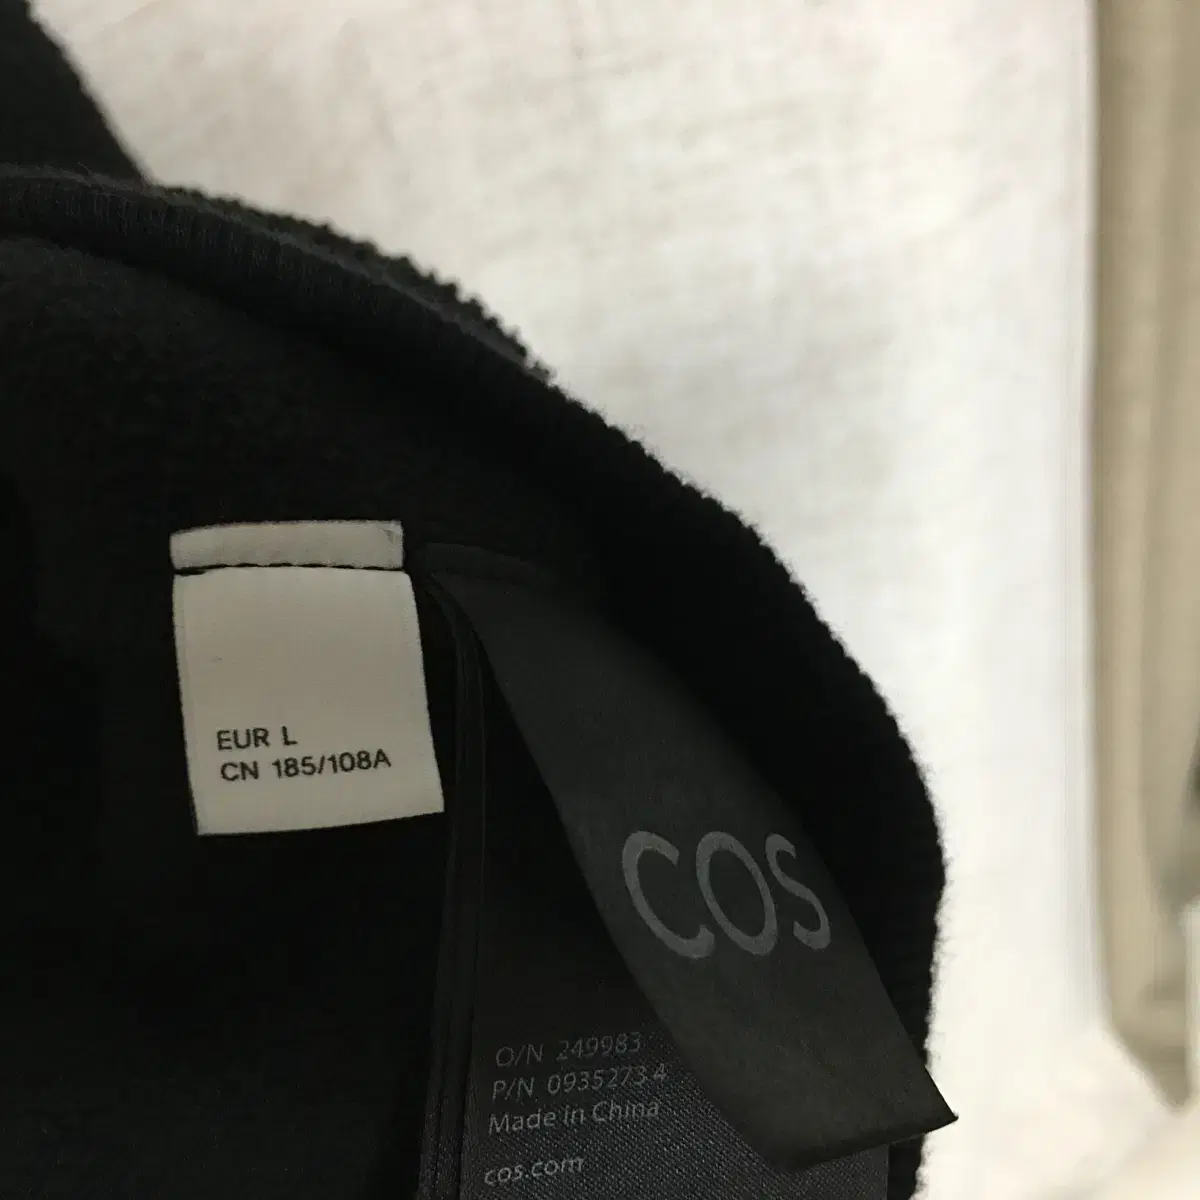 EUR L
CN 185/108A
COS
O/N 249983
P/N 0935273.4
Made in China
cos.com